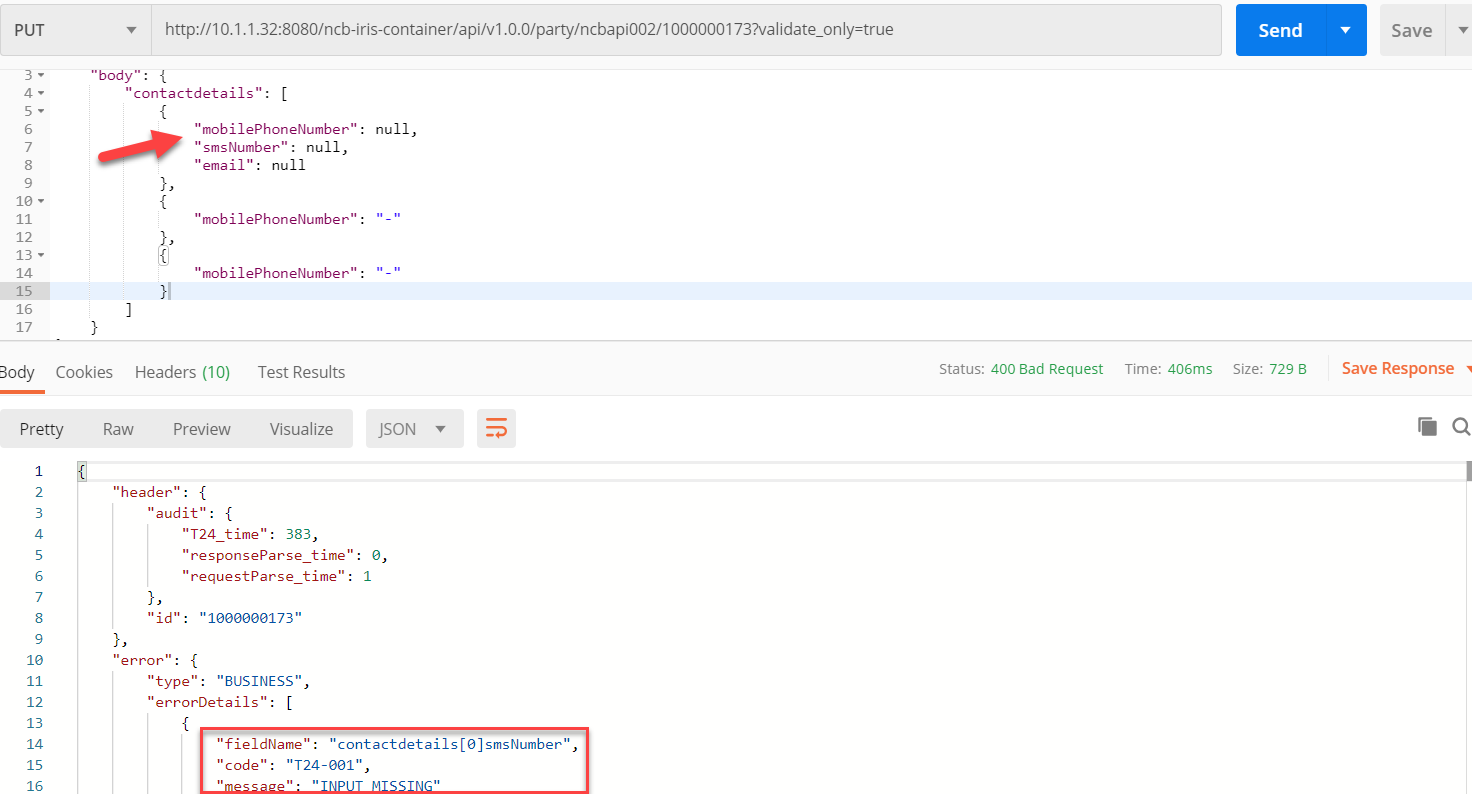 PUT http://10.1.1.32:8080/ncb-iris-container/api/v1.0.0/party/ncbapi002/1000000173?validate_only=true Send Save
3 "body": {
4 "contactdetails": [
5 {
6 "mobilePhoneNumber": null,
7 "smsNumber": null,
8 "email": null
9 },
10 {
11 "mobilePhoneNumber": "-"
12 },
13 {
14 "mobilePhoneNumber": "-"
15 }
16 ]
17 }
Body Cookies Headers (10) Test Results Status: 400 Bad Request Time: 406ms Size: 729 B Save Response
Pretty Raw Preview Visualize JSON
1 {
2 "header": {
3 "audit": {
4 "T24_time": 383,
5 "responseParse_time": 0,
6 "requestParse_time": 1
7 },
8 "id": "1000000173"
9 },
10 "error": {
11 "type": "BUSINESS",
12 "errorDetails": [
13 {
14 "fieldName": "contactdetails[0]smsNumber",
15 "code": "T24-001",
16 "message": "INPUT MISSING"